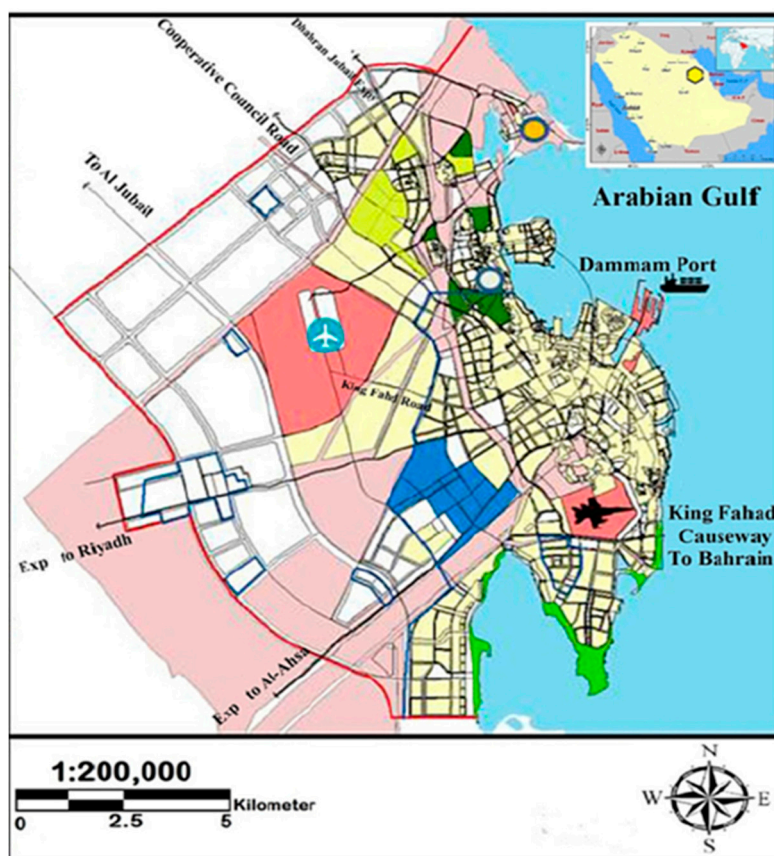 Dhahran Jubail Exp
Cooperative Council Road
To Al Jubail
Arabian Gulf
Dammam Port
King Fahd Road
King Fahad
Causeway
To Bahrain
Exp to Riyadh
Exp to Al-Ahsa
1:200,000
Kilometer
0 2.5 5
N
W E
S